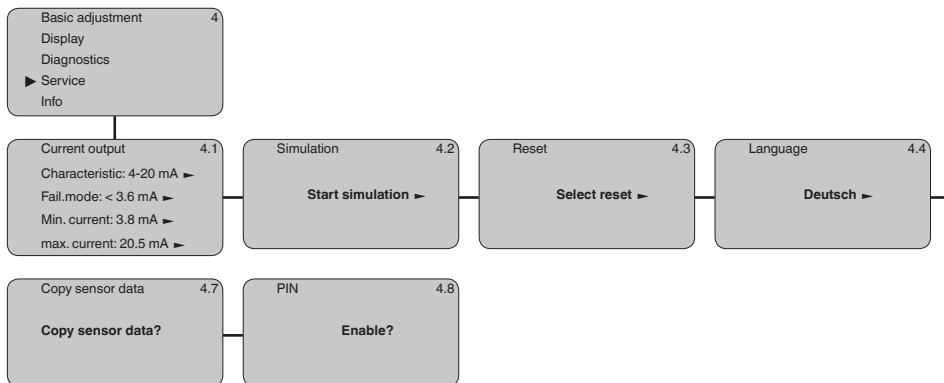 Basic adjustment 4
Display
Diagnostics
▶ Service
Info
Current output 4.1
Characteristic: 4-20 mA ►
Fail.mode: < 3.6 mA ►
Min. current: 3.8 mA ►
max. current: 20.5 mA ►
Simulation 4.2
Start simulation ►
Reset 4.3
Select reset ►
Language 4.4
Deutsch ►
Copy sensor data 4.7
Copy sensor data?
PIN 4.8
Enable?